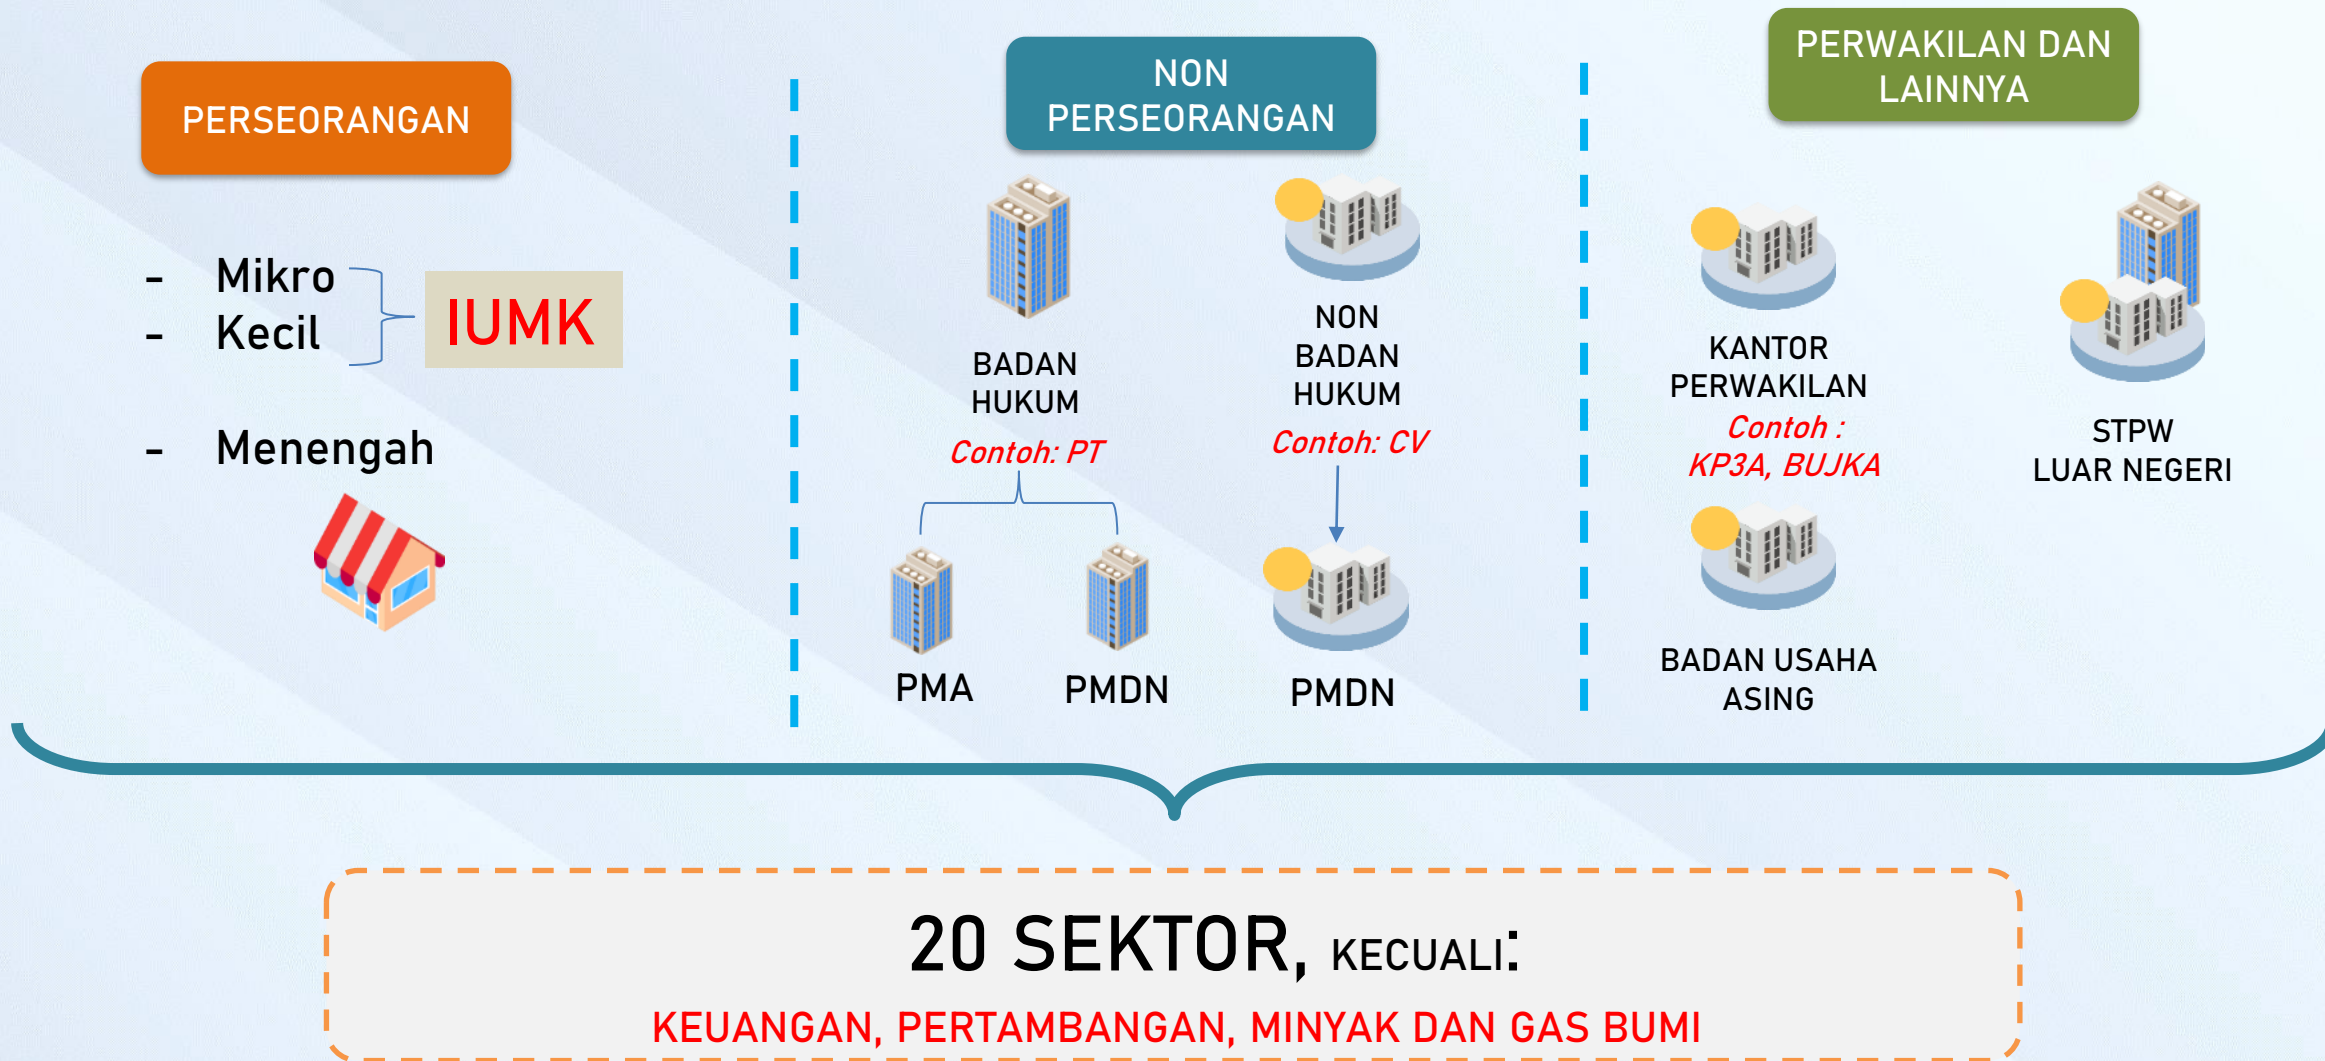 PERSEORANGAN
- Mikro
- Kecil
IUMK
- Menengah
NON
PERSEORANGAN
BADAN
HUKUM
Contoh: PT
PMA
PMDN
NON
BADAN
HUKUM
Contoh: CV
PMDN
PERWAKILAN DAN
LAINNYA
KANTOR
PERWAKILAN
Contoh :
KP3A, BUJKA
BADAN USAHA
ASING
STPW
LUAR NEGERI
20 SEKTOR, KECUALI:
KEUANGAN, PERTAMBANGAN, MINYAK DAN GAS BUMI